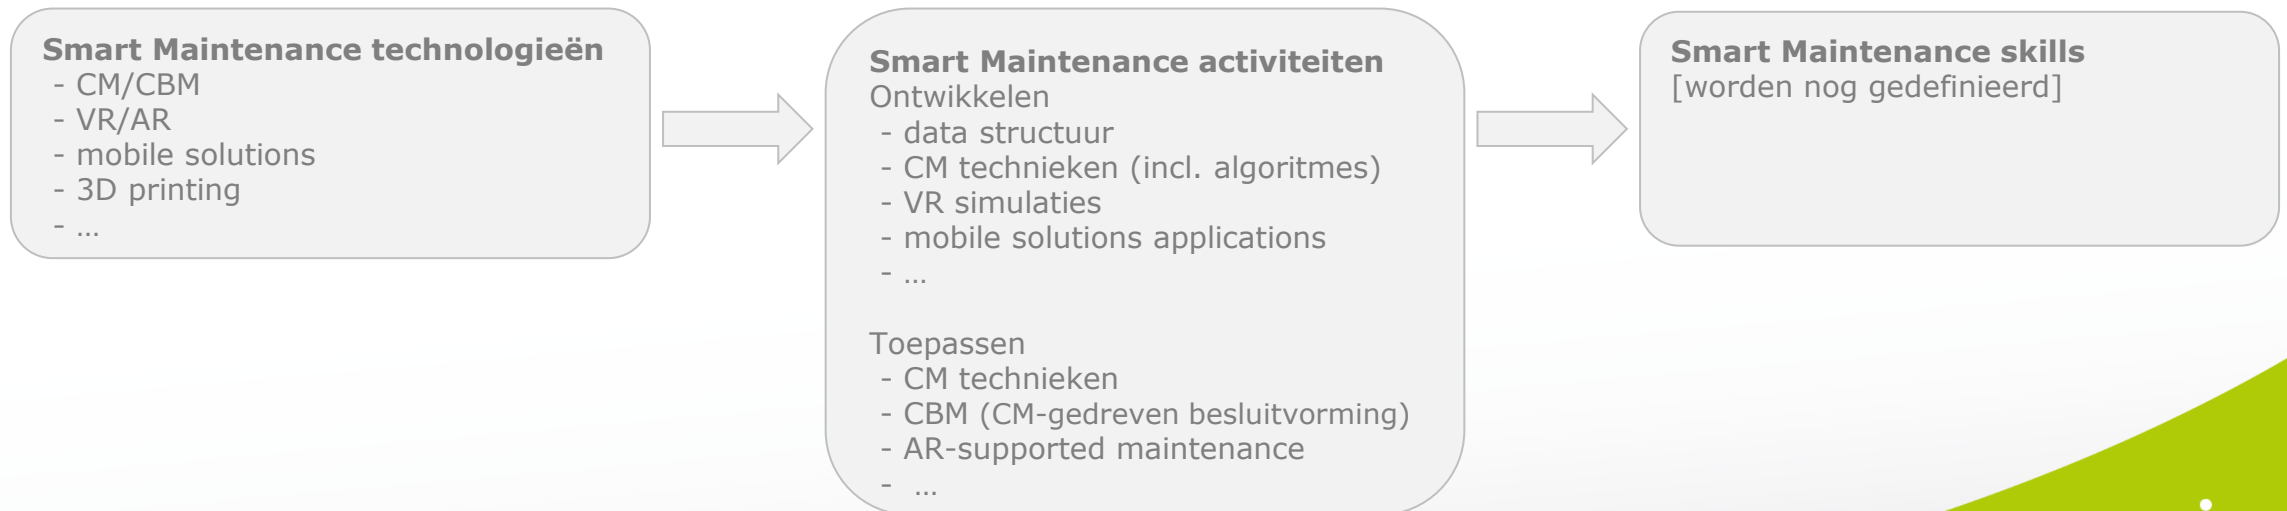 Smart Maintenance technologieën
- CM/CBM
- VR/AR
- mobile solutions
- 3D printing
- ...
Smart Maintenance activiteiten
Ontwikkelen
- data structuur
- CM technieken (incl. algoritmes)
- VR simulaties
- mobile solutions applications
- ...
Toepassen
- CM technieken
- CBM (CM-gedreven besluitvorming)
- AR-supported maintenance
- ...
Smart Maintenance skills
[worden nog gedefinieerd]